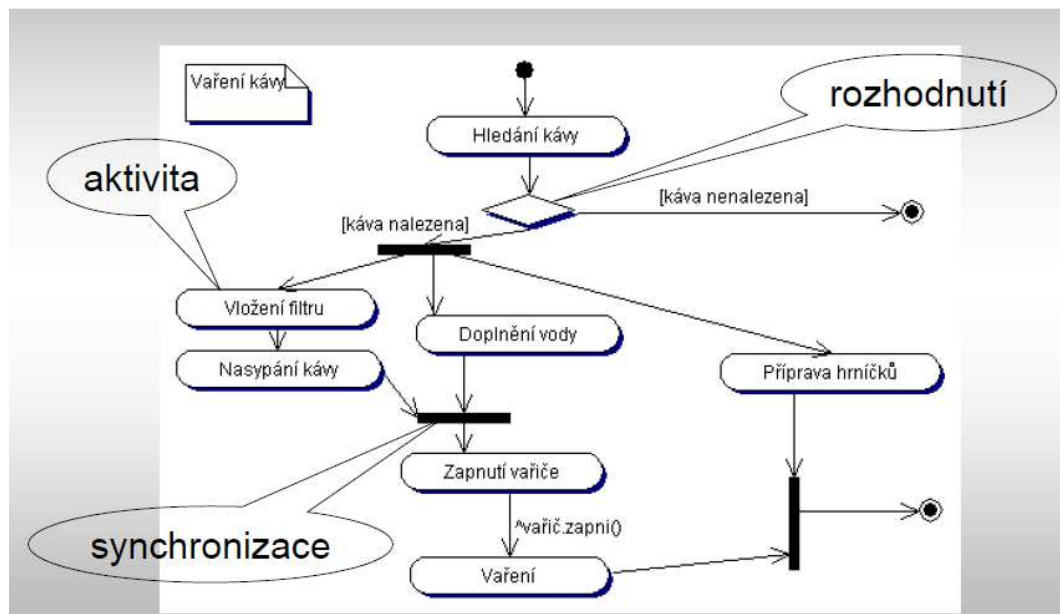 Vaření kávy
rozhodnutí
Hledání kávy
aktivita
[káva nenalezena]
[káva nalezena]
Vložení filtru
Doplnění vody
Nasypání kávy
Příprava hrníčků
Zapnutí vařiče
^vařič.zapni()
synchronizace
Vaření